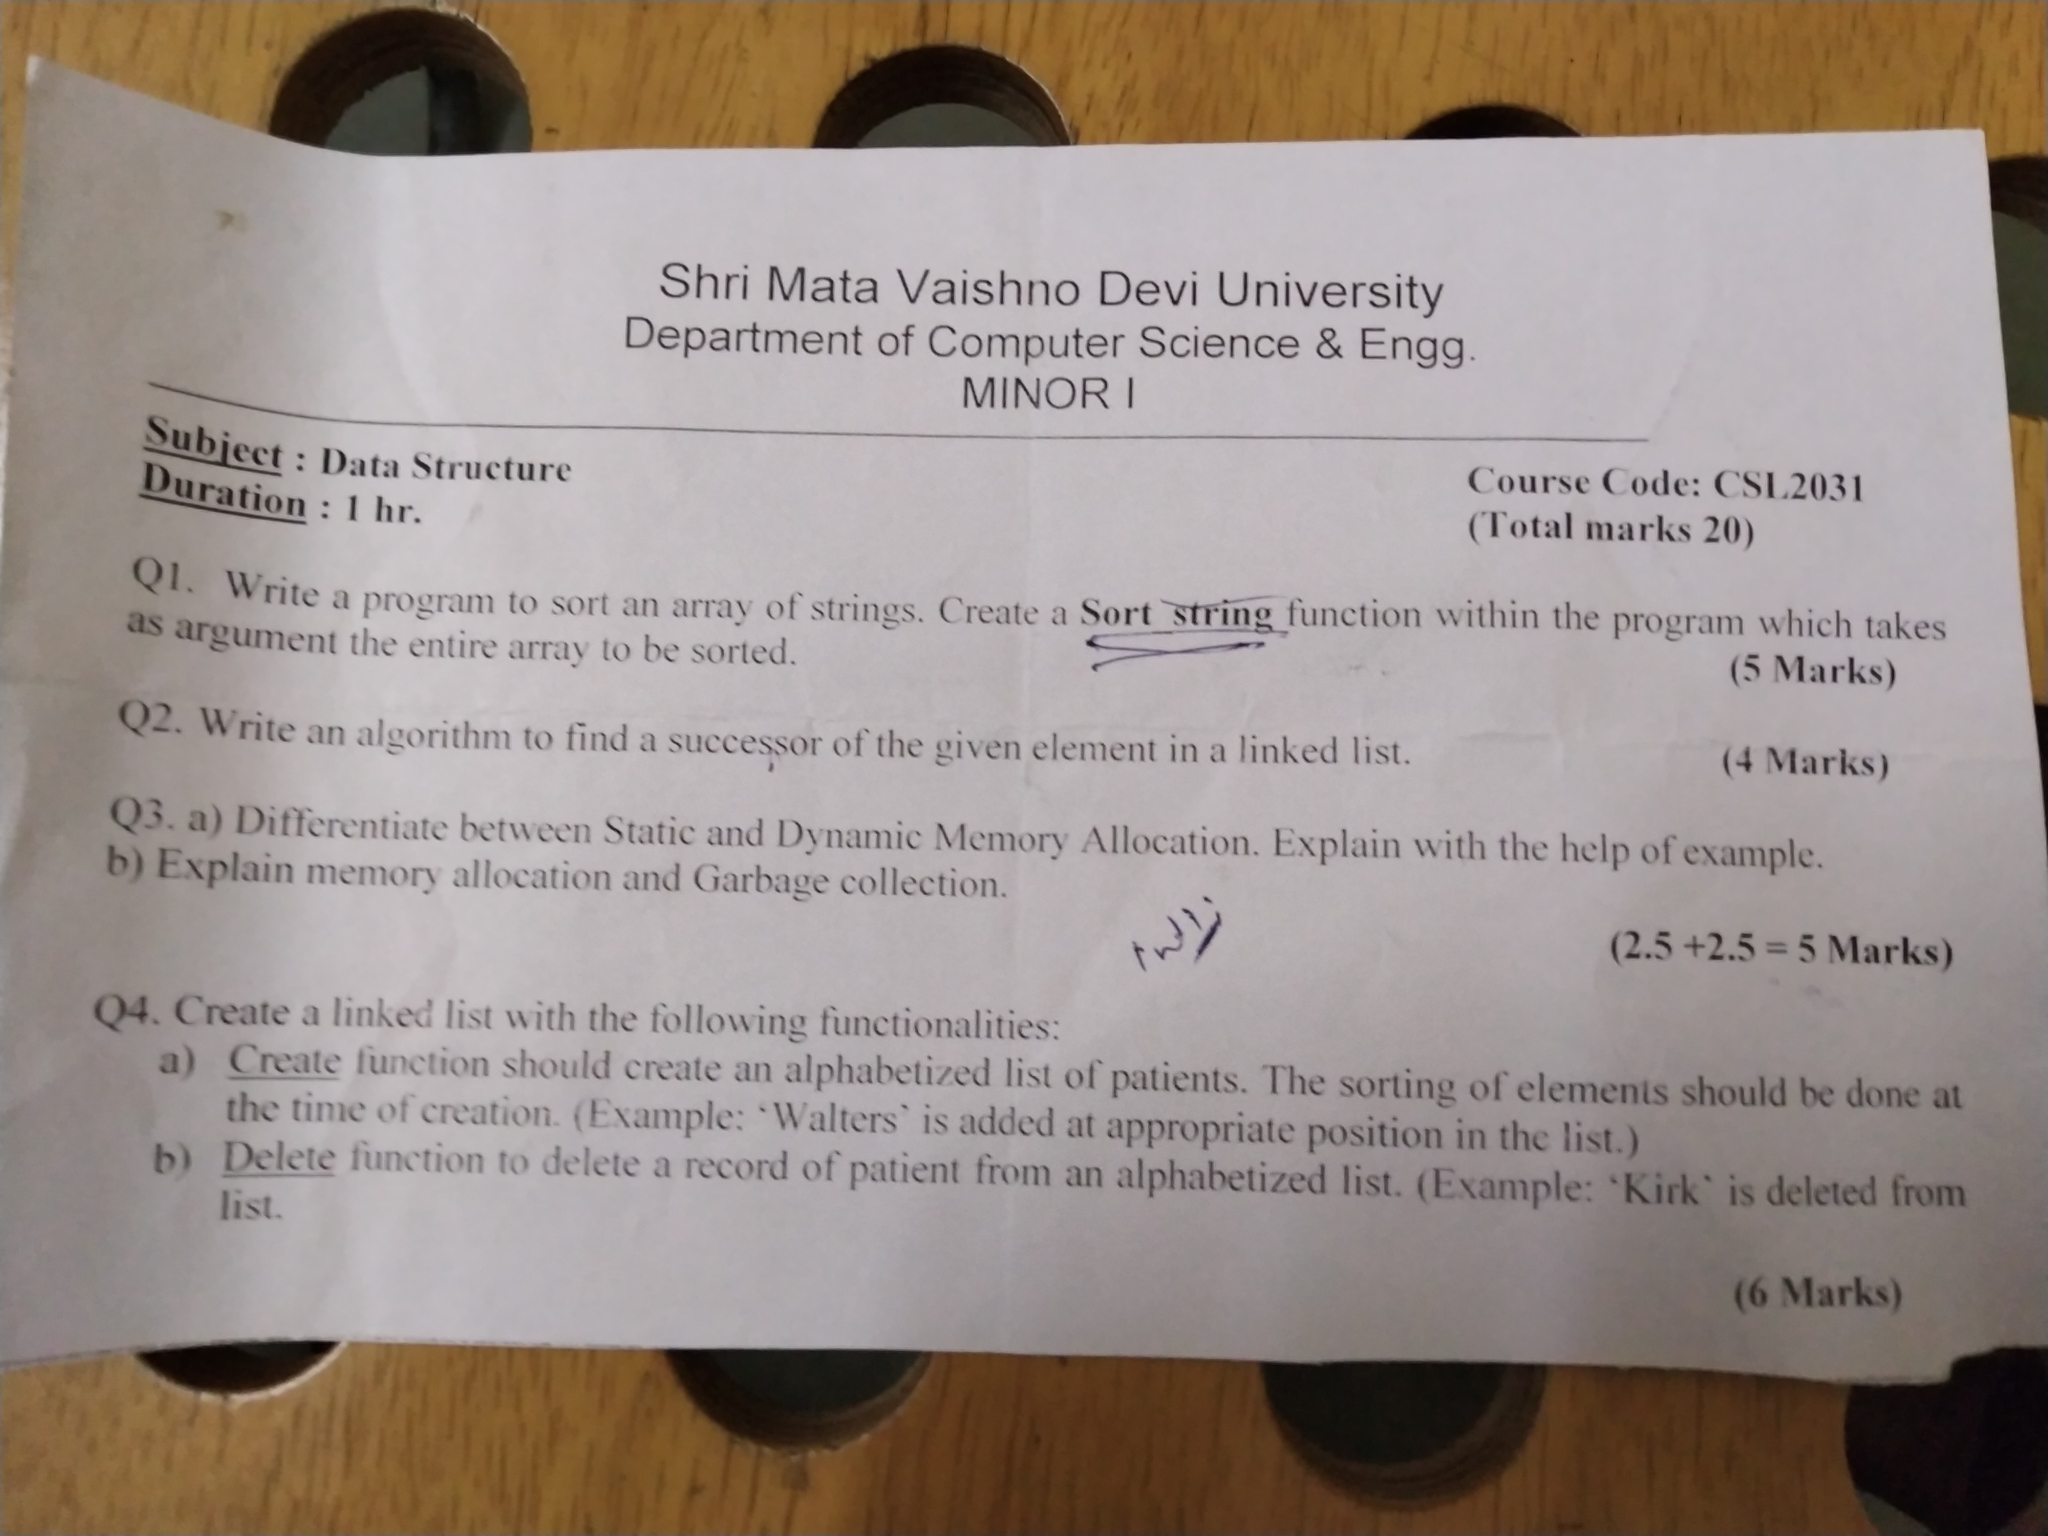 Shri Mata Vaishno Devi University
Department of Computer Science & Engg.
MINOR I
Subject : Data Structure
Course Code: CSL2031
Duration : 1 hr.
(Total marks 20)
Q1. Write a program to sort an array of strings. Create a Sort string function within the program which takes
as argument the entire array to be sorted.
(5 Marks)
Q2. Write an algorithm to find a successor of the given element in a linked list.
(4 Marks)
Q3. a) Differentiate between Static and Dynamic Memory Allocation. Explain with the help of example.
b) Explain memory allocation and Garbage collection.
(2.5 +2.5 = 5 Marks)
Q4. Create a linked list with the following functionalities:
a) Create function should create an alphabetized list of patients. The sorting of elements should be done at
the time of creation. (Example: ‘Walters‘ is added at appropriate position in the list.)
b) Delete function to delete a record of patient from an alphabetized list. (Example: ‘Kirk‘ is deleted from
list.
(6 Marks)